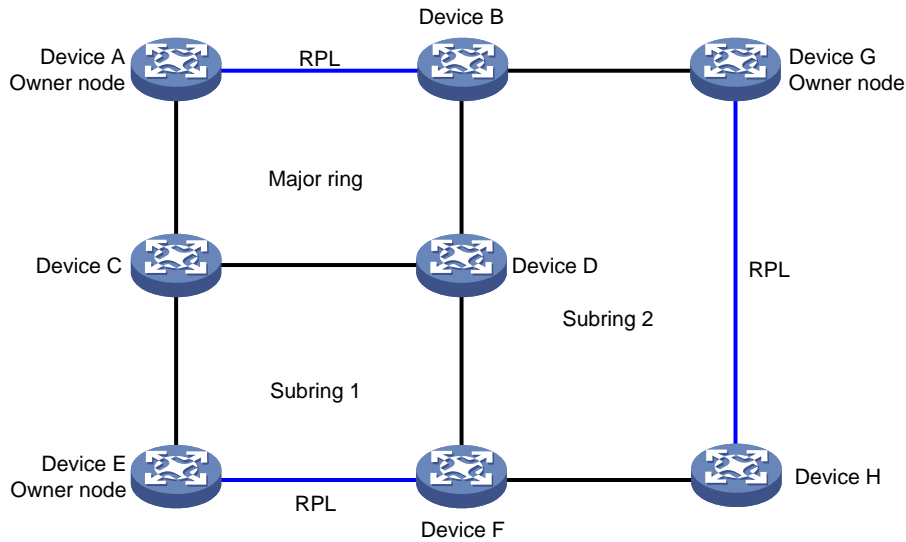 Device B
Device A
Owner node
RPL
Device G
Owner node
Major ring
Device C
Device D
RPL
Subring 2
Subring 1
Device E
Owner node
RPL
Device H
Device F